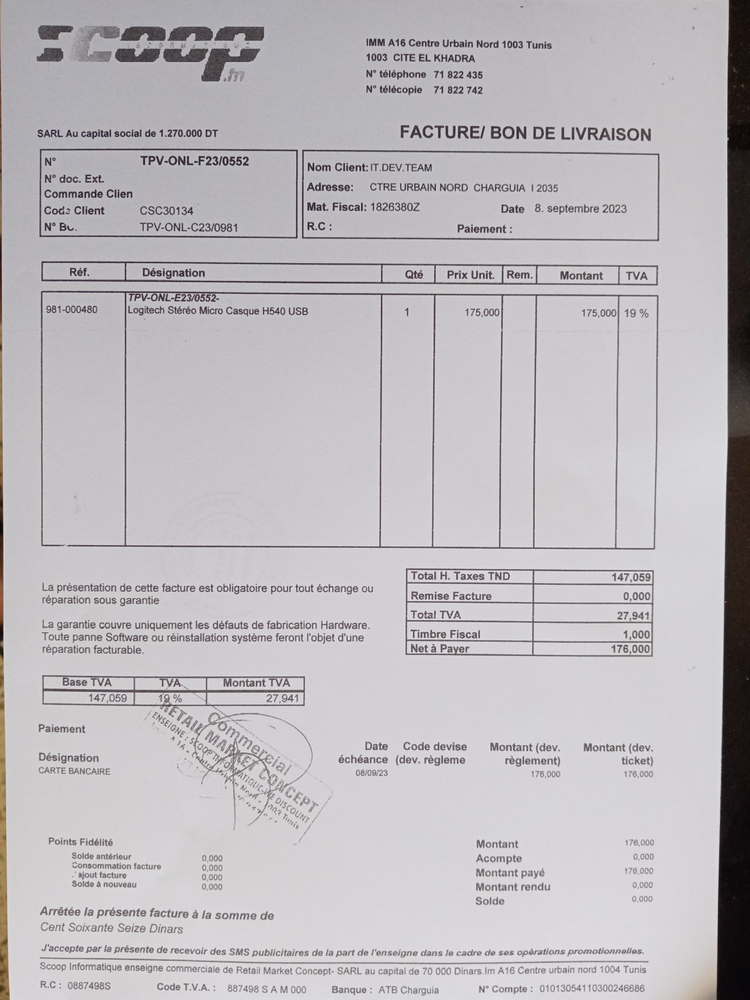 scoop
INFORMATIQUE
.tn
IMM A16 Centre Urbain Nord 1003 Tunis
1003 CITE EL KHADRA
N° téléphone 71 822 435
N° télécopie 71 822 742
SARL Au capital social de 1.270.000 DT
FACTURE/ BON DE LIVRAISON
N° TPV-ONL-F23/0552
N° doc. Ext.
Commande Clien
Code Client CSC30134
N° BL. TPV-ONL-C23/0981
Nom Client: IT.DEV.TEAM
Adresse: CTRE URBAIN NORD CHARGUIA I 2035
Mat. Fiscal: 1826380Z Date 8. septembre 2023
R.C : Paiement :
Réf. Désignation Qté Prix Unit. Rem. Montant TVA
TPV-ONL-E23/0552-
981-000480 Logitech Stéréo Micro Casque H540 USB 1 175,000 175,000 19 %
La présentation de cette facture est obligatoire pour tout échange ou
réparation sous garantie
La garantie couvre uniquement les défauts de fabrication Hardware.
Toute panne Software ou réinstallation système feront l'objet d'une
réparation facturable.
Total H. Taxes TND 147,059
Remise Facture 0,000
Total TVA 27,941
Timbre Fiscal 1,000
Net à Payer 176,000
Base TVA TVA Montant TVA
147,059 19 % 27,941
Commercial
RETAIL MARKET CONCEPT
ENSEIGNE : SCOOP INFORMATIQUE
DISCOUNT
Paiement
Désignation
CARTE BANCAIRE
Date échéance Code devise (dev. règleme Montant (dev. règlement) Montant (dev. ticket)
08/09/23 176,000 176,000
Points Fidélité
Solde antérieur 0,000
Consommation facture 0,000
ajout facture 0,000
Solde à nouveau 0,000
Montant 176,000
Acompte 0,000
Montant payé 176,000
Montant rendu 0,000
Solde 0,000
Arrêtée la présente facture à la somme de
Cent Soixante Seize Dinars
J'accepte par la présente de recevoir des SMS publicitaires de la part de l'enseigne dans le cadre de ses opérations promotionnelles.
Scoop Informatique enseigne commerciale de Retail Market Concept- SARL au capital de 70 000 Dinars.Im A16 Centre urbain nord 1004 Tunis
R.C : 0887498S Code T.V.A. : 887498 S A M 000 Banque : ATB Charguia N° Compte : 01013054110300246686